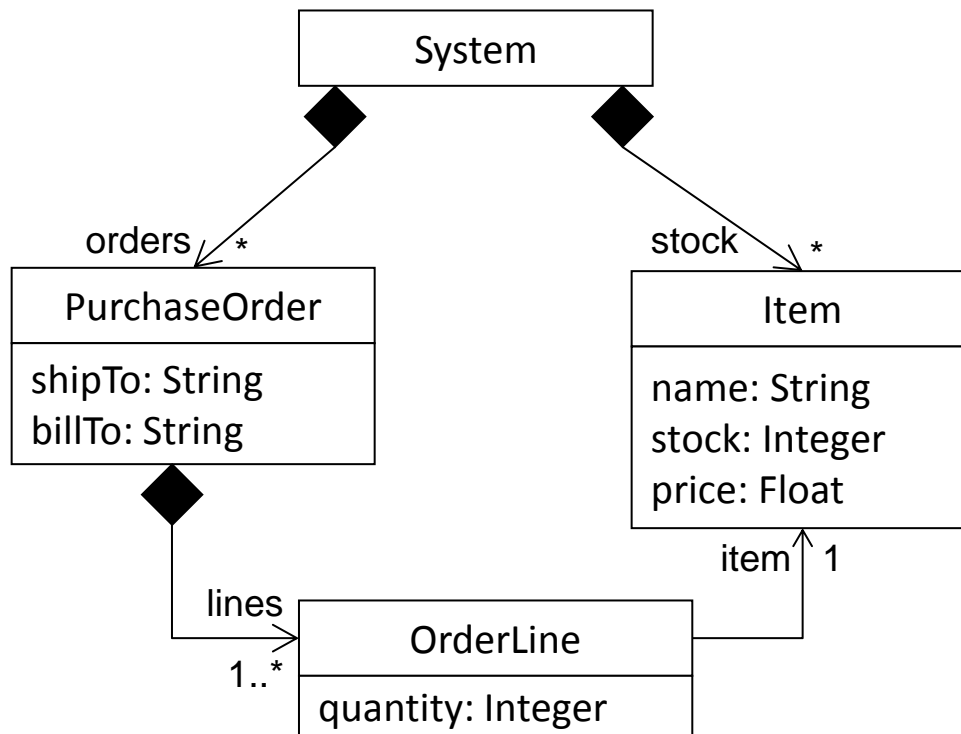 System
orders
*
stock
*
PurchaseOrder
shipTo: String
billTo: String
Item
name: String
stock: Integer
price: Float
item
1
lines
1..*
OrderLine
quantity: Integer